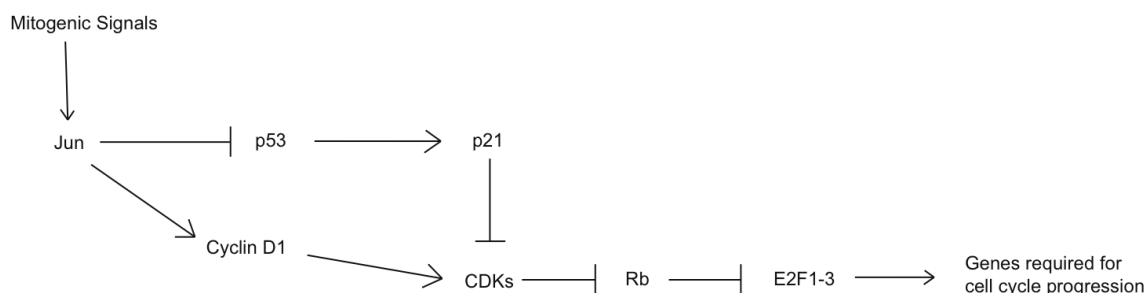 Mitogenic Signals
Jun
p53
p21
Cyclin D1
CDKs
Rb
E2F1-3
Genes required for
cell cycle progression